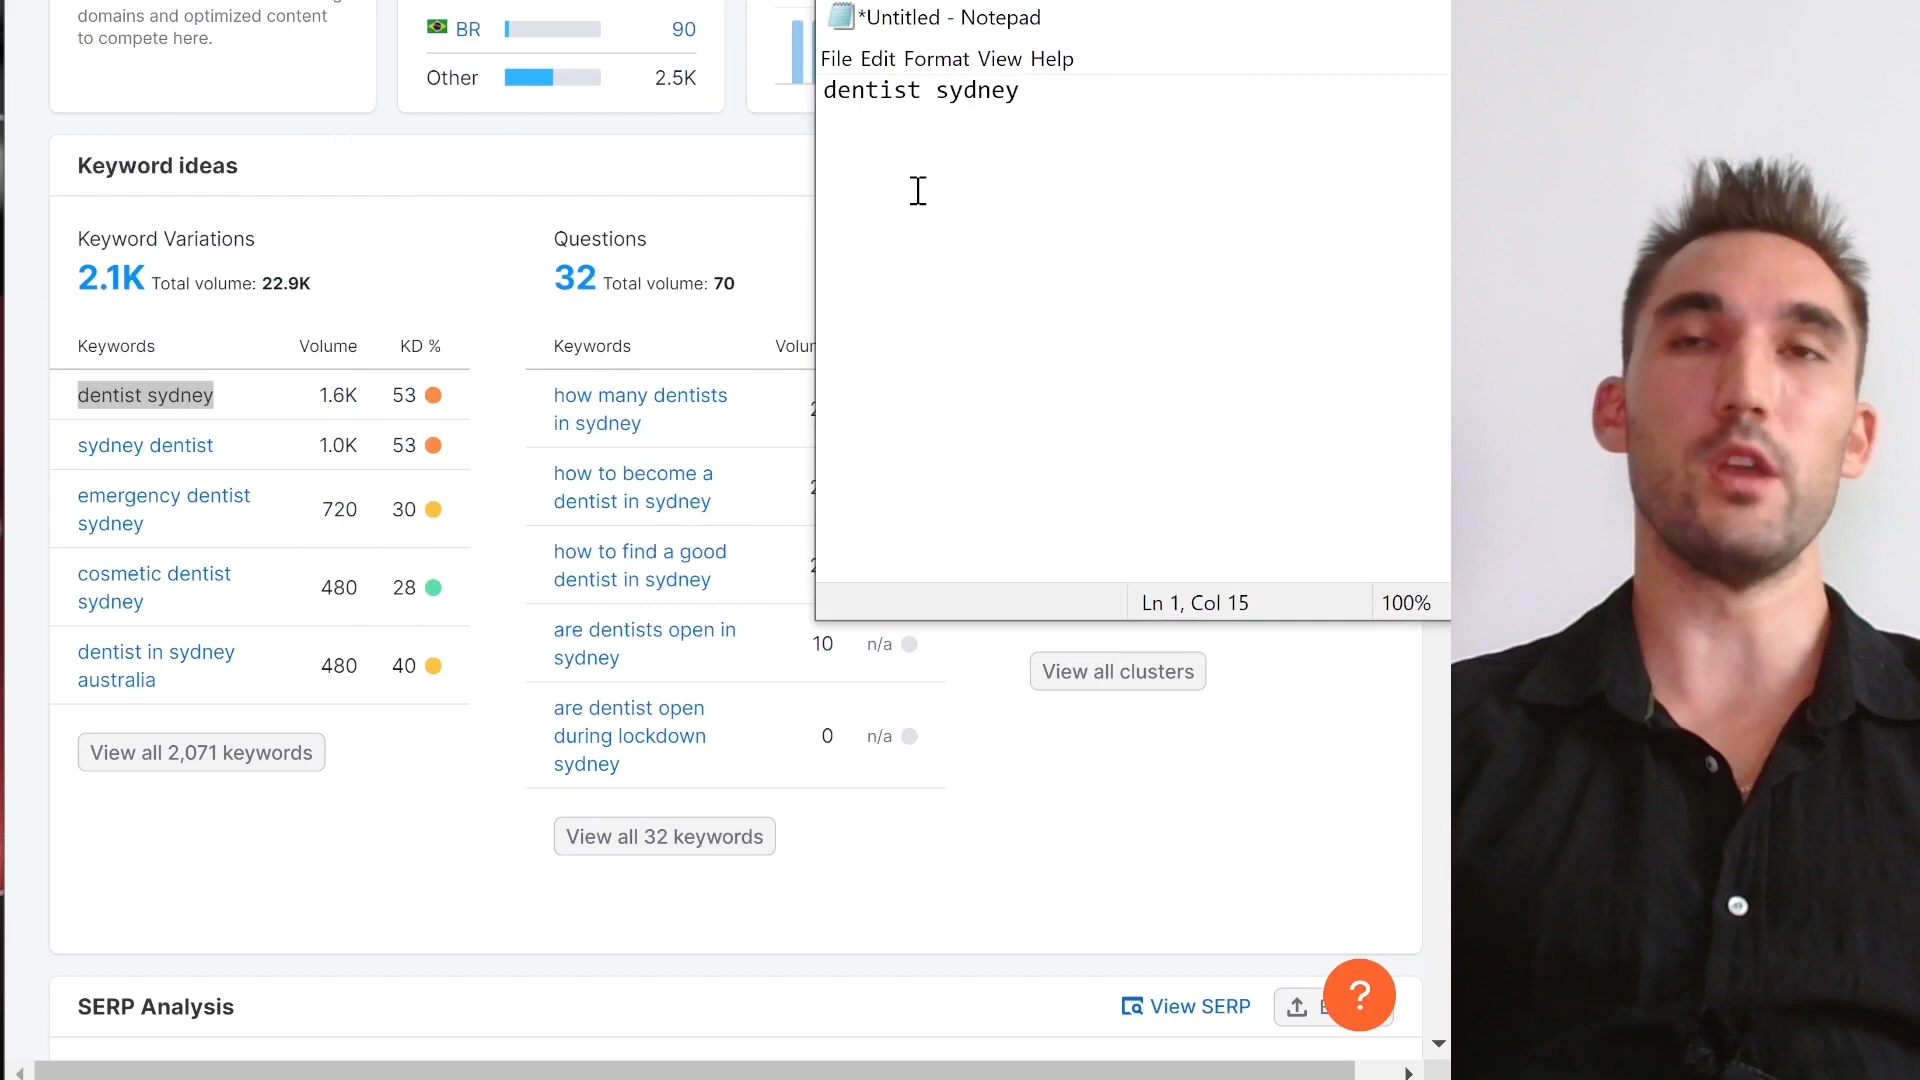 domains and optimized content
to compete here.
BR 90
Other 2.5K
*Untitled - Notepad
File Edit Format View Help
dentist sydney
Ln 1, Col 15 100%
Keyword ideas
Keyword Variations
2.1K Total volume: 22.9K
Keywords Volume KD %
dentist sydney 1.6K 53
sydney dentist 1.0K 53
emergency dentist
sydney 720 30
cosmetic dentist
sydney 480 28
dentist in sydney
australia 480 40
View all 2,071 keywords
Questions
32 Total volume: 70
Keywords
how many dentists
in sydney
how to become a
dentist in sydney
how to find a good
dentist in sydney
are dentists open in
sydney 10 n/a
are dentist open
during lockdown
sydney 0 n/a
View all 32 keywords
View all clusters
SERP Analysis
View SERP
?